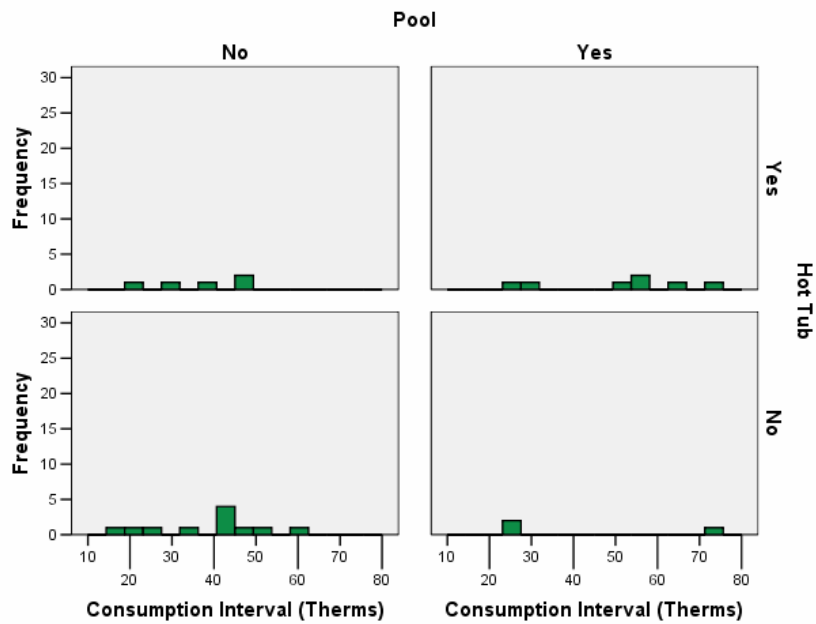 Pool
No Yes
30
25
20
15
10
5
0
Frequency
Yes
Hot Tub
30
25
20
15
10
5
0
Frequency
No
10 30 50 70 10 30 50 70
20 40 60 80 20 40 60 80
Consumption Interval (Therms) Consumption Interval (Therms)